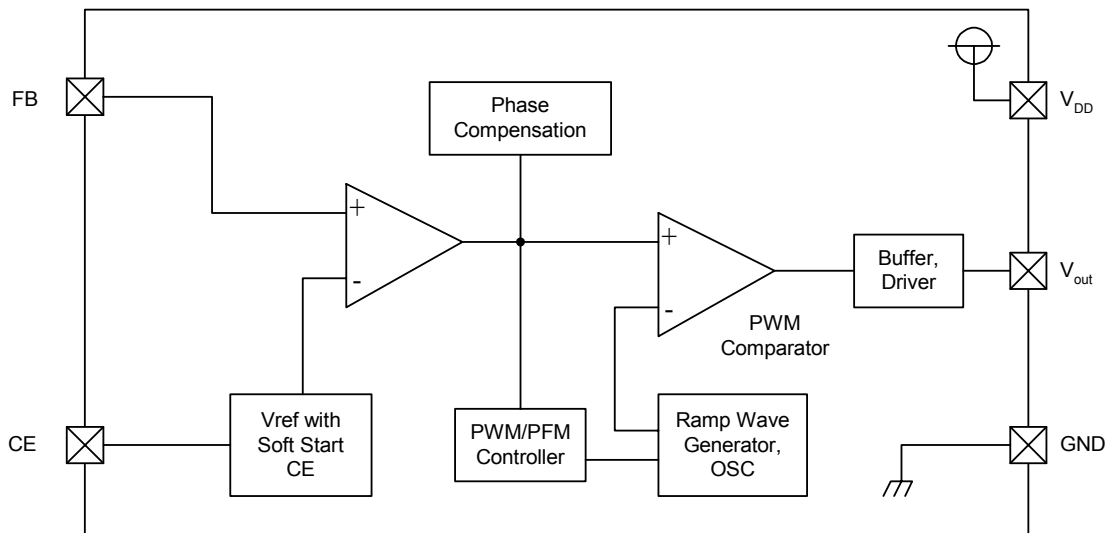 FB
Phase
Compensation
V_DD
+
-
+
-
Buffer,
Driver
V_out
PWM
Comparator
CE
Vref with
Soft Start
CE
PWM/PFM
Controller
Ramp Wave
Generator,
OSC
GND